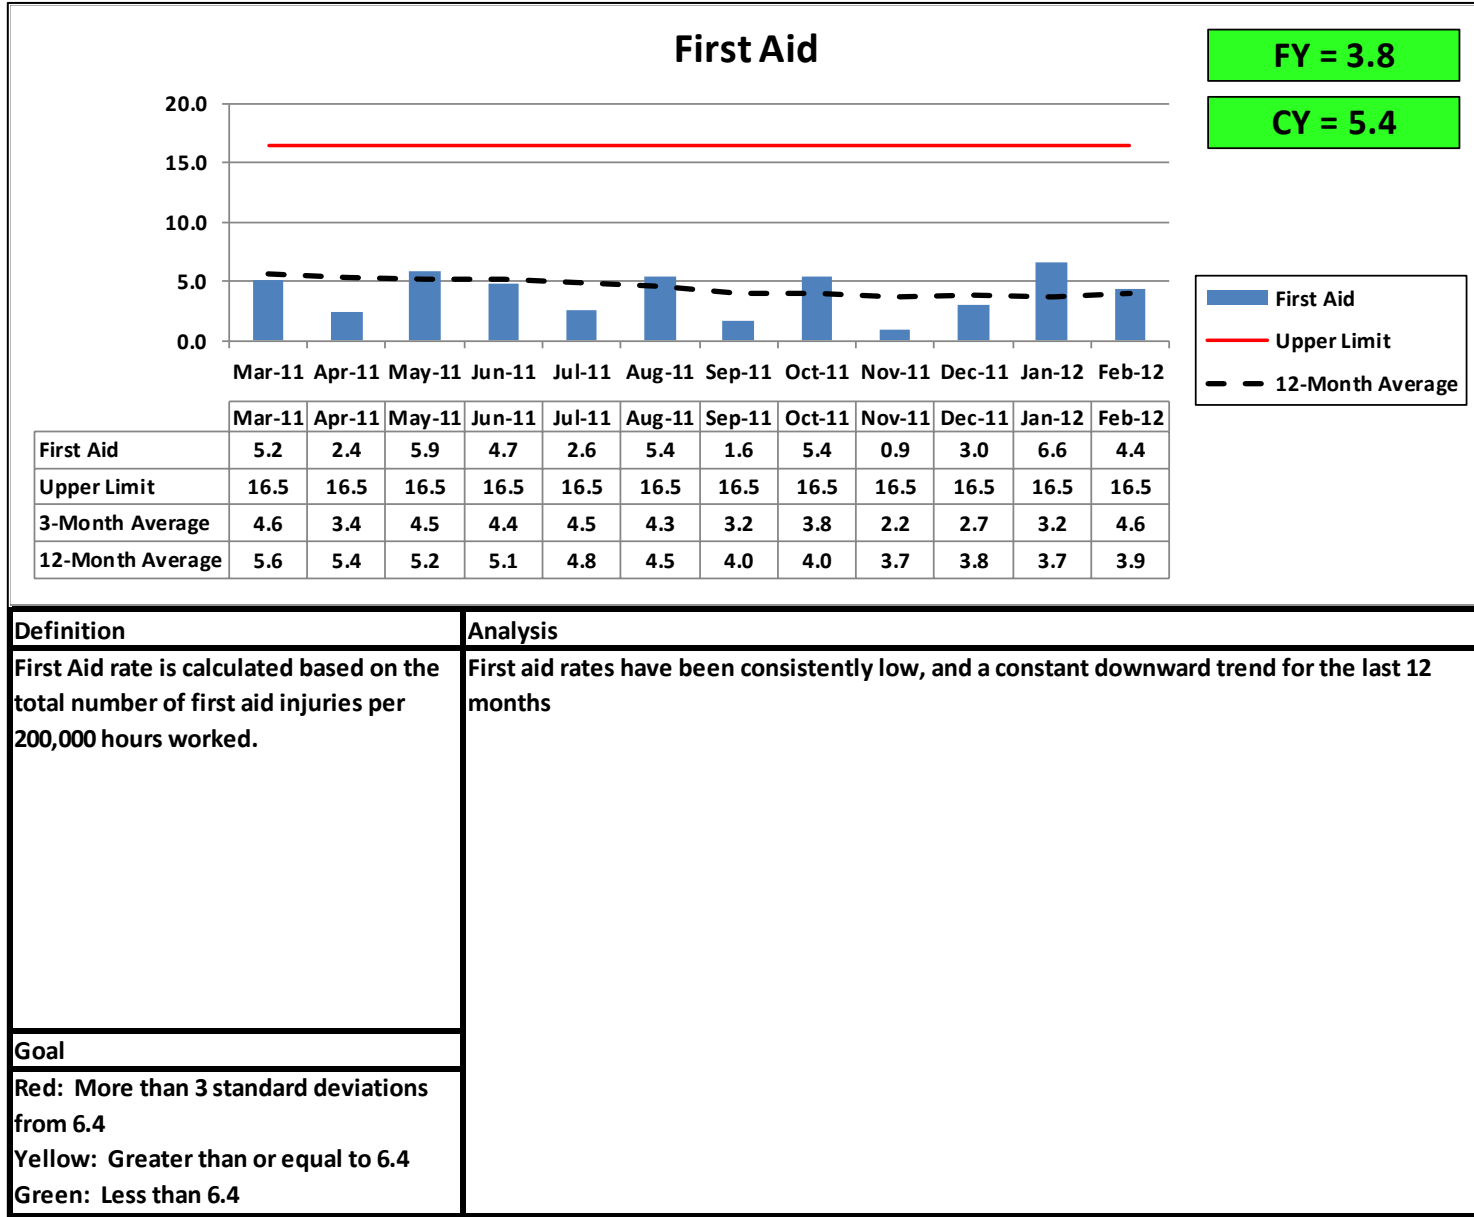 First Aid
FY = 3.8
CY = 5.4
20.0
15.0
10.0
5.0
0.0
Mar-11 Apr-11 May-11 Jun-11 Jul-11 Aug-11 Sep-11 Oct-11 Nov-11 Dec-11 Jan-12 Feb-12
First Aid
Upper Limit
12-Month Average
Mar-11 Apr-11 May-11 Jun-11 Jul-11 Aug-11 Sep-11 Oct-11 Nov-11 Dec-11 Jan-12 Feb-12
First Aid 5.2 2.4 5.9 4.7 2.6 5.4 1.6 5.4 0.9 3.0 6.6 4.4
Upper Limit 16.5 16.5 16.5 16.5 16.5 16.5 16.5 16.5 16.5 16.5 16.5 16.5
3-Month Average 4.6 3.4 4.5 4.4 4.5 4.3 3.2 3.8 2.2 2.7 3.2 4.6
12-Month Average 5.6 5.4 5.2 5.1 4.8 4.5 4.0 4.0 3.7 3.8 3.7 3.9
Definition
First Aid rate is calculated based on the
total number of first aid injuries per
200,000 hours worked.
Analysis
First aid rates have been consistently low, and a constant downward trend for the last 12
months
Goal
Red:  More than 3 standard deviations
from 6.4
Yellow:  Greater than or equal to 6.4
Green:  Less than 6.4